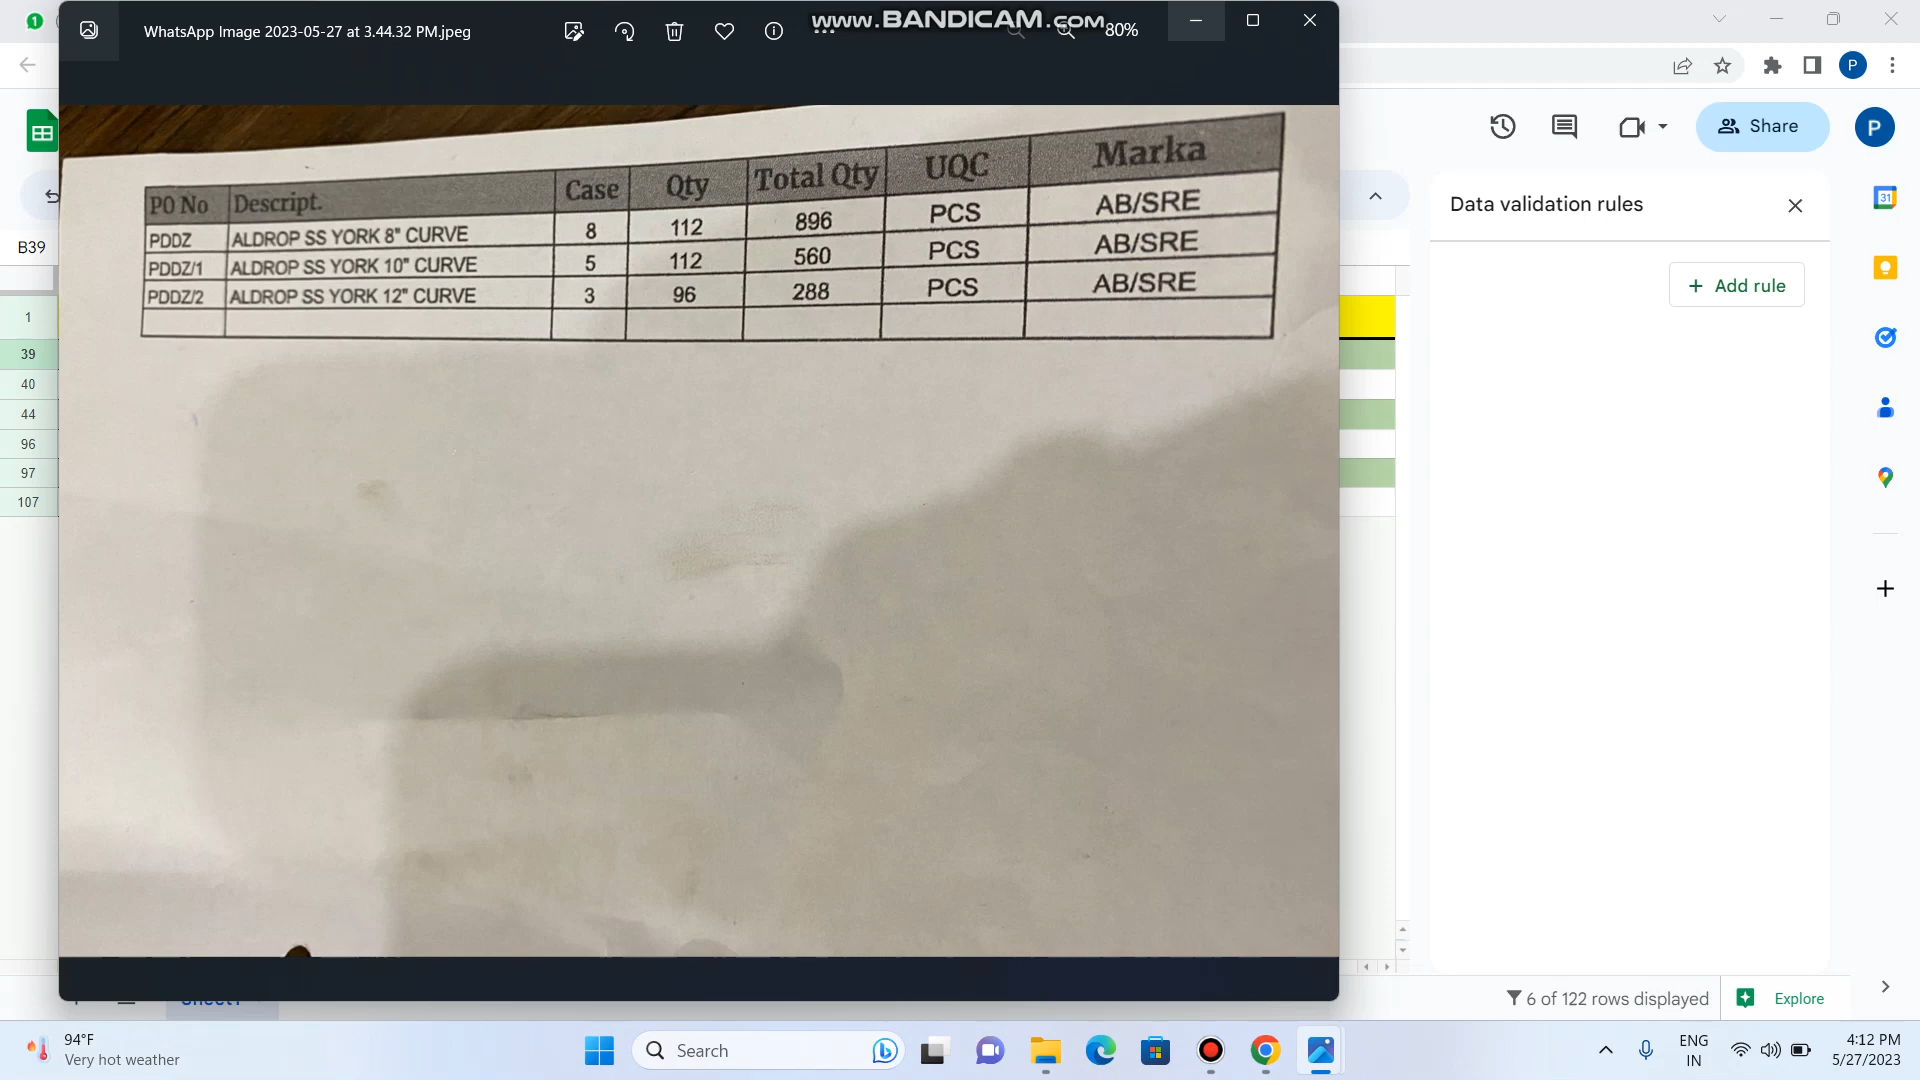 WhatsApp Image 2023-05-27 at 3.44.32 PM.jpeg
www.BANDICAM.com
80%
P
Share
P
31
B39
Data validation rules
Add rule
PO No Descript. Case Qty Total Qty UQC Marka
PDDZ ALDROP SS YORK 8" CURVE 8 112 896 PCS AB/SRE
PDDZ/1 ALDROP SS YORK 10" CURVE 5 112 560 PCS AB/SRE
PDDZ/2 ALDROP SS YORK 12" CURVE 3 96 288 PCS AB/SRE
1
39
40
44
96
97
107
6 of 122 rows displayed
Explore
94°F
Very hot weather
Search
ENG
IN
4:12 PM
5/27/2023